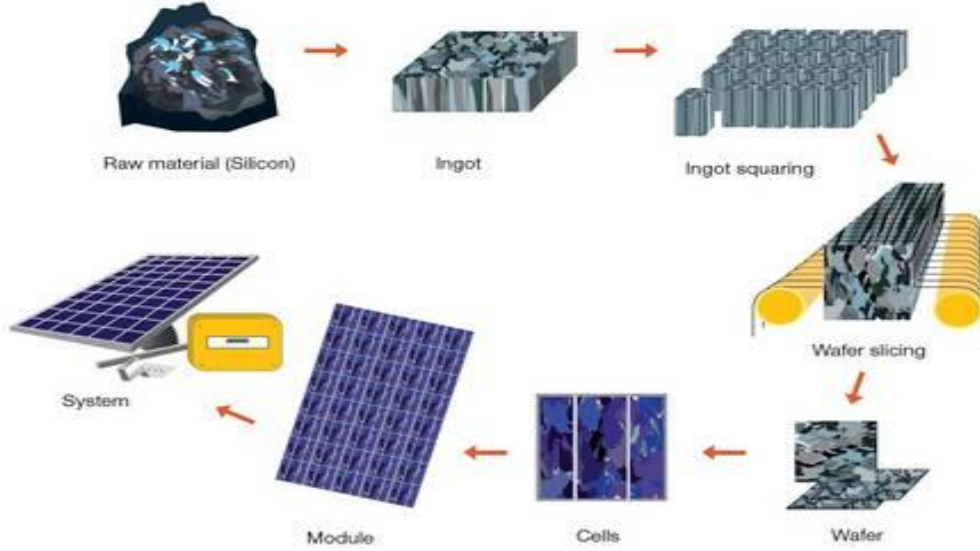 Raw material (Silicon)
Ingot
Ingot squaring
Wafer slicing
Wafer
Cells
Module
System